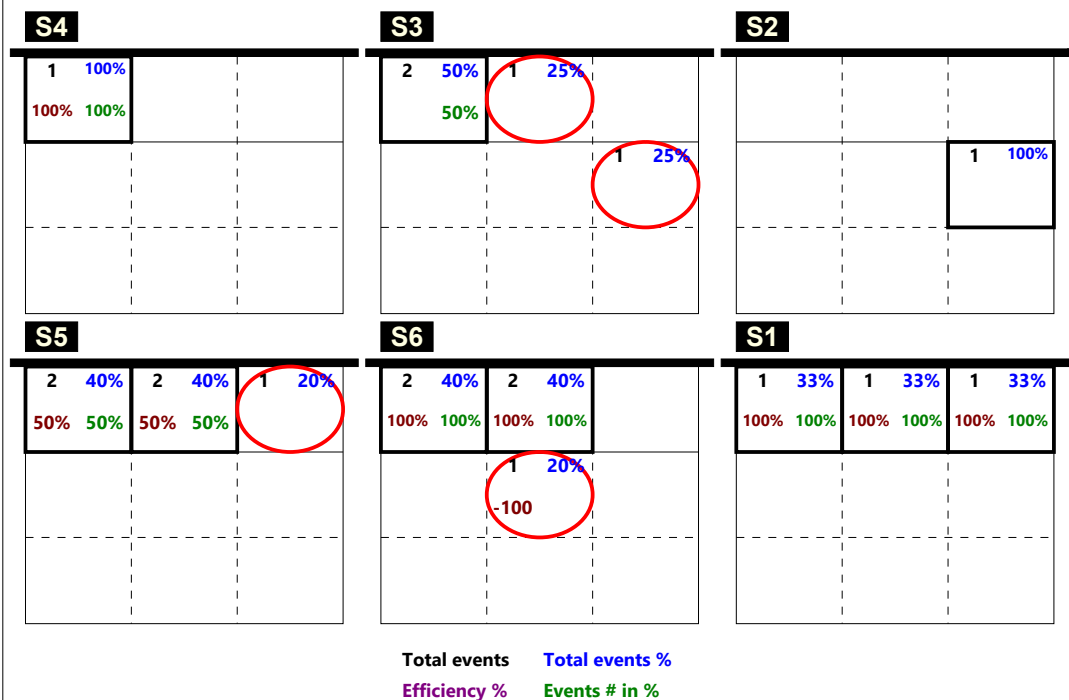 S4 S3 S2
1 100% 2 50% 1 25%
100% 100% 50%
1 25% 1 100%
S5 S6 S1
2 40% 2 40% 1 20% 2 40% 2 40% 1 33% 1 33% 1 33%
50% 50% 50% 50% 100% 100% 100% 100% 100% 100% 100% 100% 100% 100%
1 20%
-100
Total events Total events %
Efficiency % Events # in %